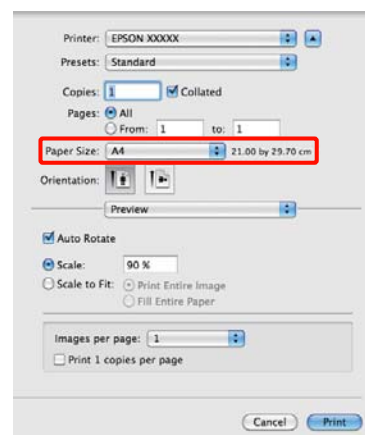 Printer: EPSON XXXXX
Presets: Standard
Copies: 1 Collated
Pages: All
From: 1 to: 1
Paper Size: A4 21.00 by 29.70 cm
Orientation:
Preview
Auto Rotate
Scale: 90 %
Scale to Fit: Print Entire Image
Fill Entire Paper
Images per page: 1
Print 1 copies per page
Cancel Print